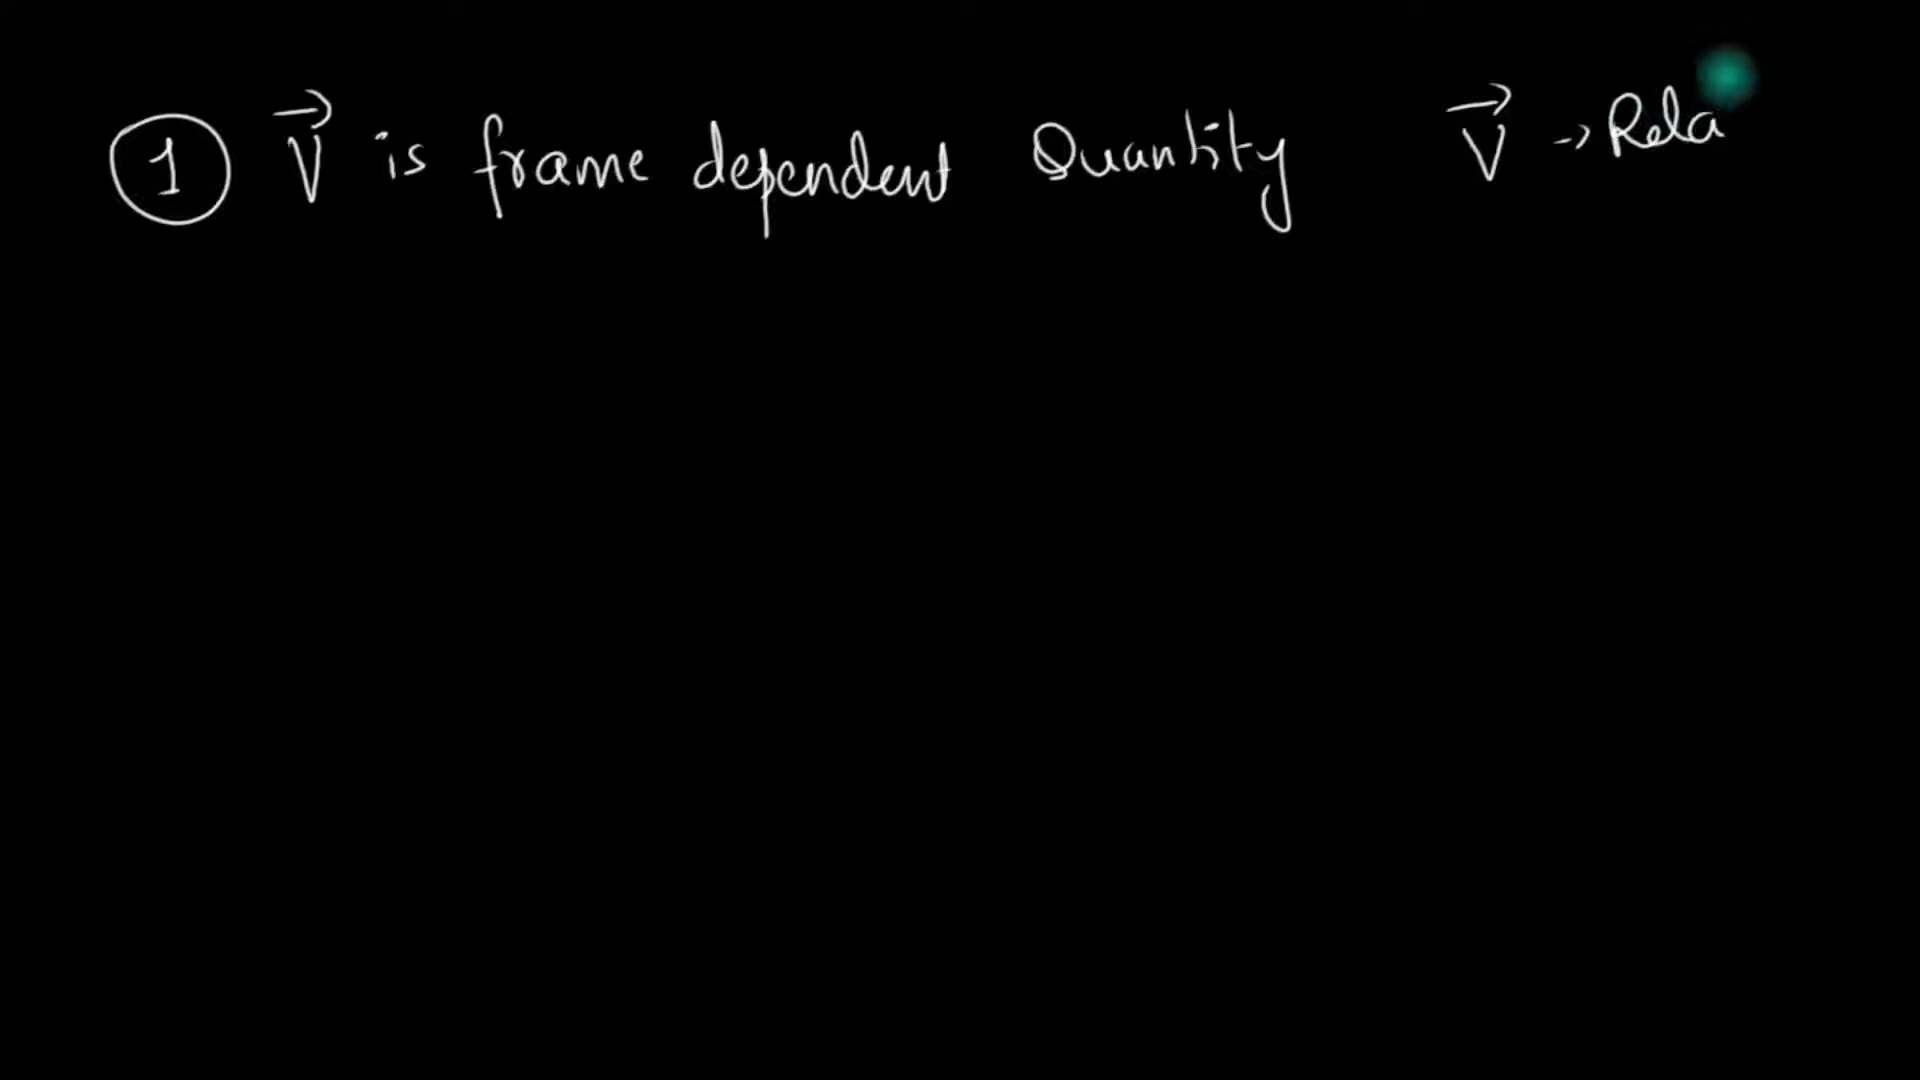 ① V⃗ is frame dependent Quantity V⃗ → Rela